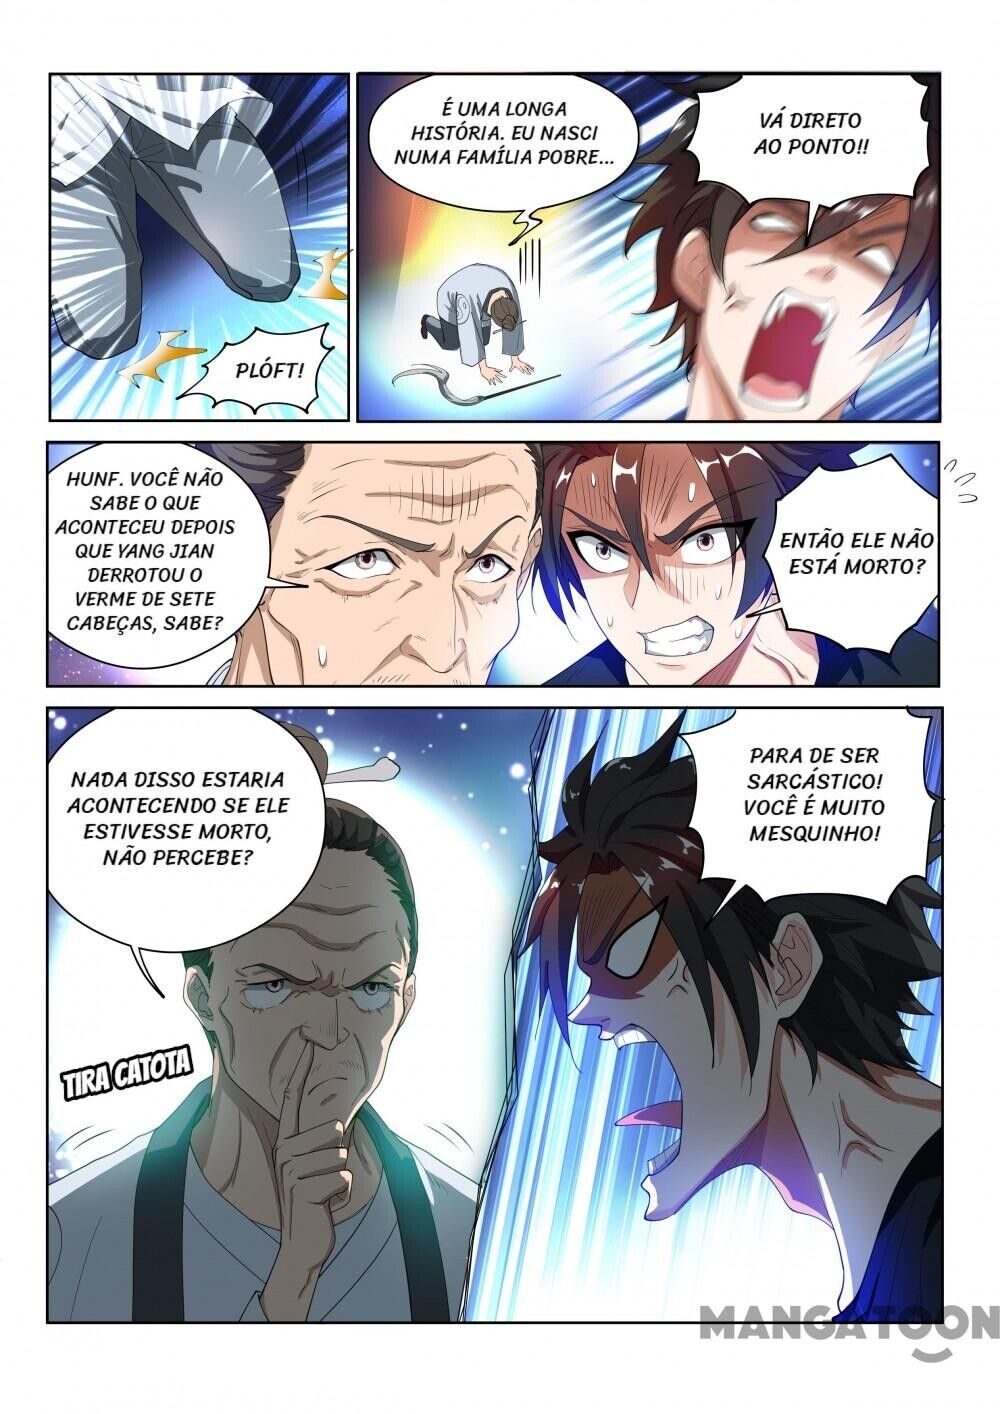 PLÓFT!
É UMA LONGA
HISTÓRIA. EU NASCI
NUMA FAMÍLIA POBRE...
VÁ DIRETO
AO PONTO!!
HUNF. VOCÊ NÃO
SABE O QUE
ACONTECEU DEPOIS
QUE YANG JIAN
DERROTOU O
VERME DE SETE
CABEÇAS, SABE?
ENTÃO ELE NÃO
ESTÁ MORTO?
NADA DISSO ESTARIA
ACONTECENDO SE ELE
ESTIVESSE MORTO,
NÃO PERCEBE?
PARA DE SER
SARCÁSTICO!
VOCÊ É MUITO
MESQUINHO!
TIRA CATOTA
MANGATOON